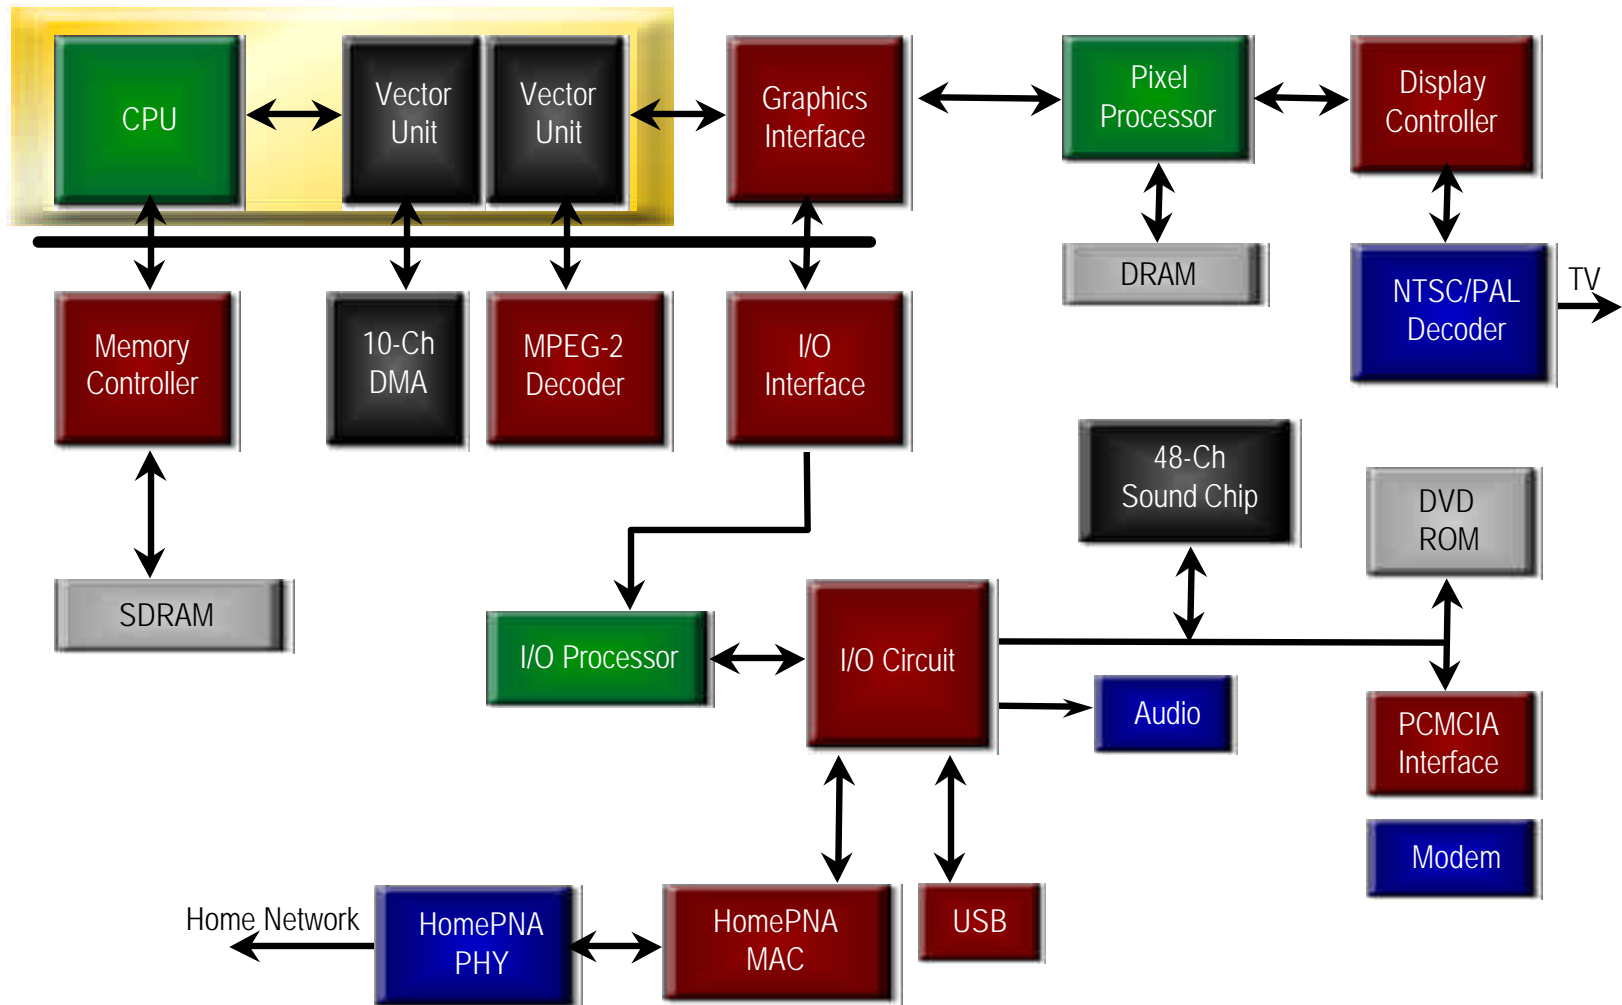 CPU
Vector
Unit
Vector
Unit
Graphics
Interface
Pixel
Processor
Display
Controller
DRAM
NTSC/PAL
Decoder
TV
Memory
Controller
10-Ch
DMA
MPEG-2
Decoder
I/O
Interface
48-Ch
Sound Chip
DVD
ROM
SDRAM
I/O Processor
I/O Circuit
Audio
PCMCIA
Interface
Modem
Home Network
HomePNA
PHY
HomePNA
MAC
USB